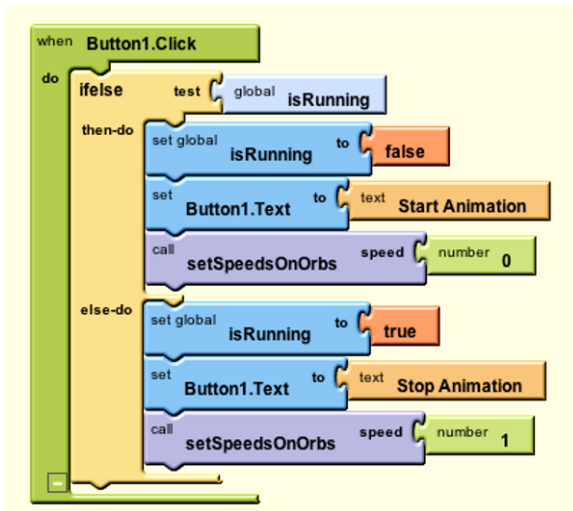 when Button1.Click
do ifelse test global isRunning
then-do set global isRunning to false
set Button1.Text to text Start Animation
call setSpeedsOnOrbs speed number 0
else-do set global isRunning to true
set Button1.Text to text Stop Animation
call setSpeedsOnOrbs speed number 1